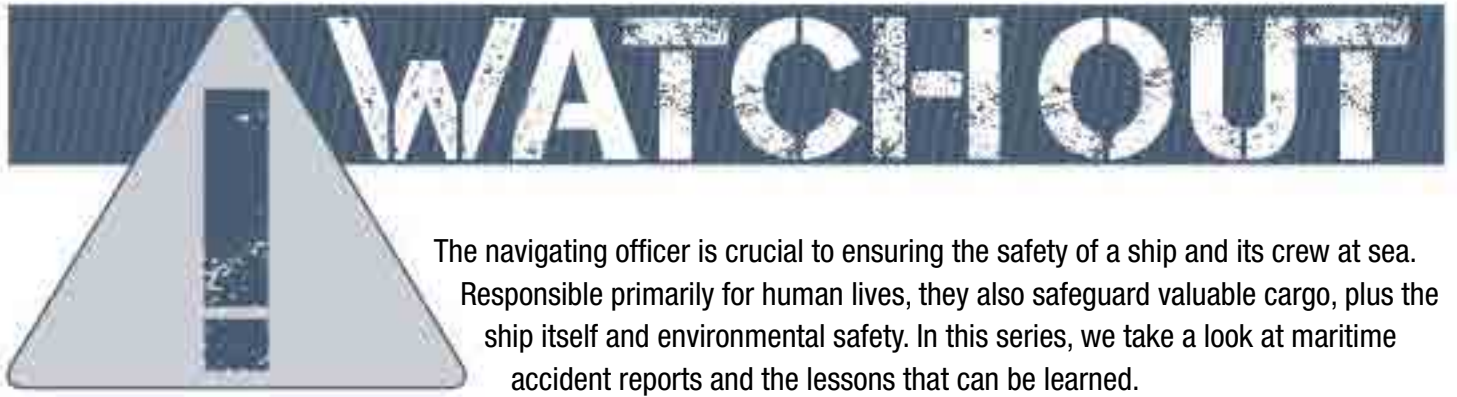 WATCH OUT
The navigating officer is crucial to ensuring the safety of a ship and its crew at sea.
Responsible primarily for human lives, they also safeguard valuable cargo, plus the
ship itself and environmental safety. In this series, we take a look at maritime
accident reports and the lessons that can be learned.